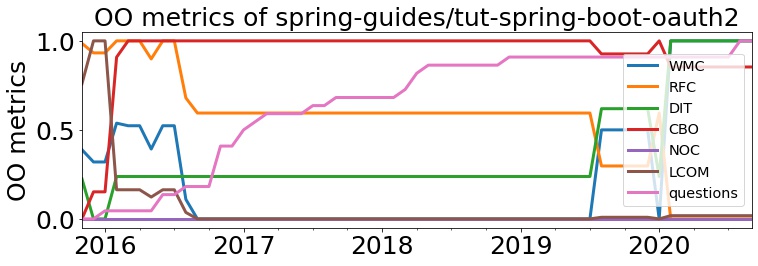 OO metrics of spring-guides/tut-spring-boot-oauth2
OO metrics
1.0
0.5
0.0
WMC
RFC
DIT
CBO
NOC
LCOM
questions
2016 2017 2018 2019 2020